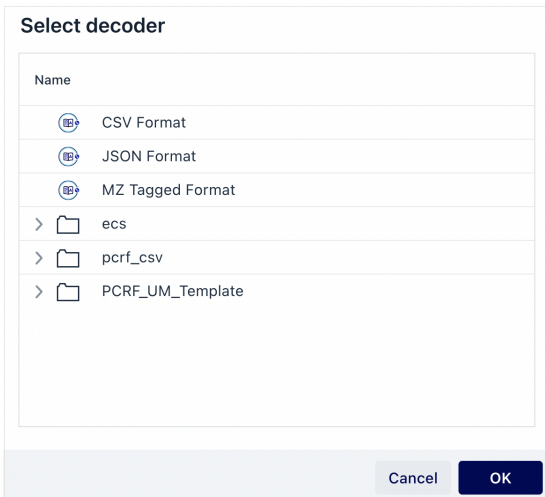 Select decoder
Name
CSV Format
JSON Format
MZ Tagged Format
ecs
pcrf_csv
PCRF_UM_Template
Cancel
OK